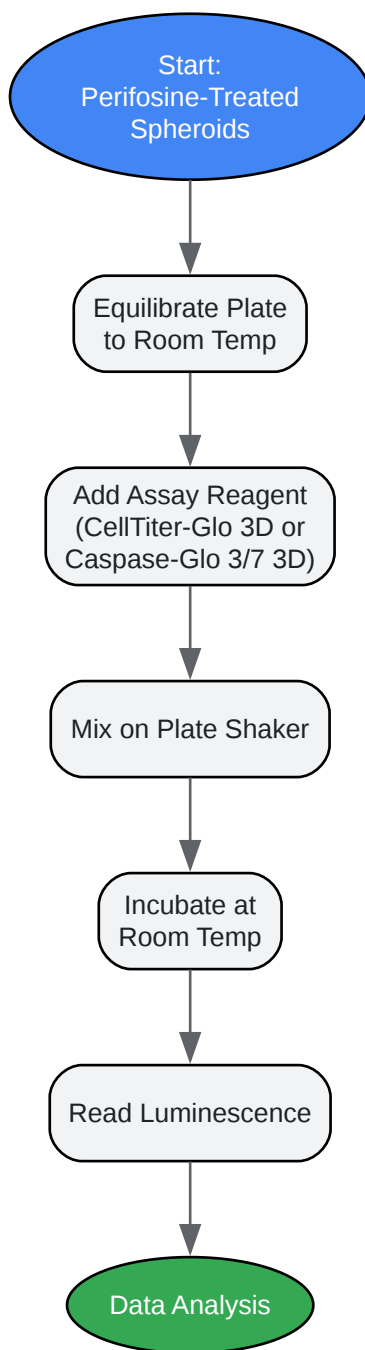 Start:
Perifosine-Treated
Spheroids
Equilibrate Plate
to Room Temp
Add Assay Reagent
(CellTiter-Glo 3D or
Caspase-Glo 3/7 3D)
Mix on Plate Shaker
Incubate at
Room Temp
Read Luminescence
Data Analysis